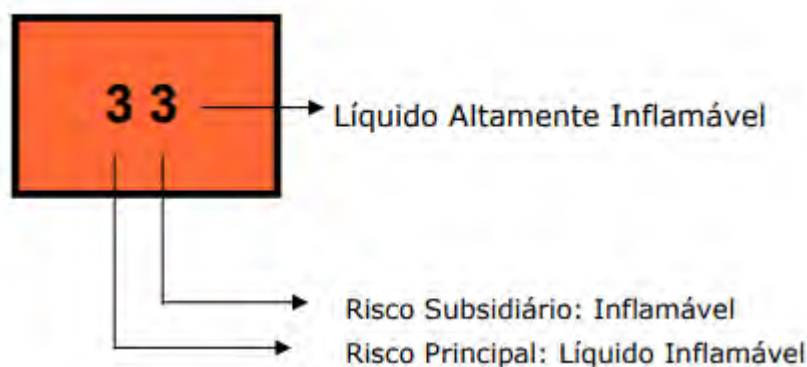 3 3
Líquido Altamente Inflamável
Risco Subsidiário: Inflamável
Risco Principal: Líquido Inflamável